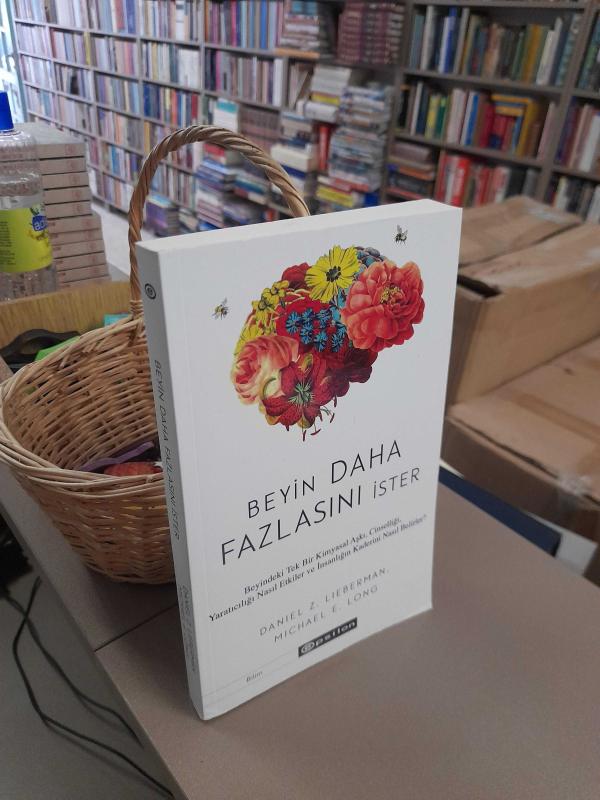 BEYİN DAHA
FAZLASINI İSTER
Beyindeki Tek Bir Kimyasal Aşkı, Cinselliği,
Yaratıcılığı Nasıl Etkiler ve İnsanlığın Kaderini Nasıl Belirler?
DANIEL Z. LIEBERMAN,
MICHAEL E. LONG
epsilon
Bilim
BEYİN DAHA FAZLASINI İSTER